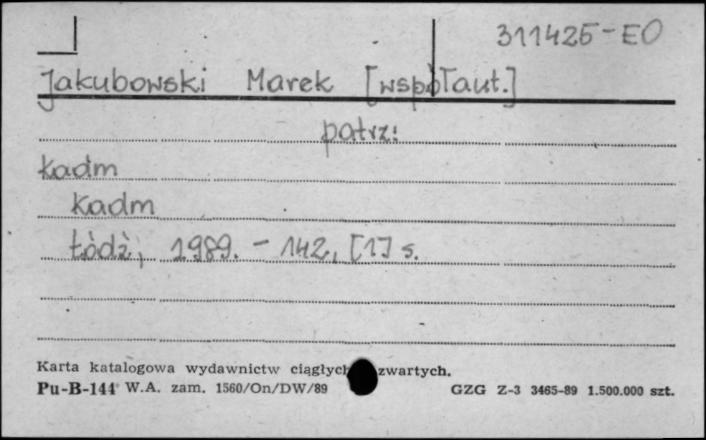 311425-EO
Jakubowski Marek [współaut.]
patrz:
Kadm
Kadm
Łódź, 1989. - 142, [1] s.
Karta katalogowa wydawnictw ciągłych zwartych.
Pu-B-144 W.A. zam. 1560/On/DW/89 GZG Z-3 3465-89 1.500.000 szt.